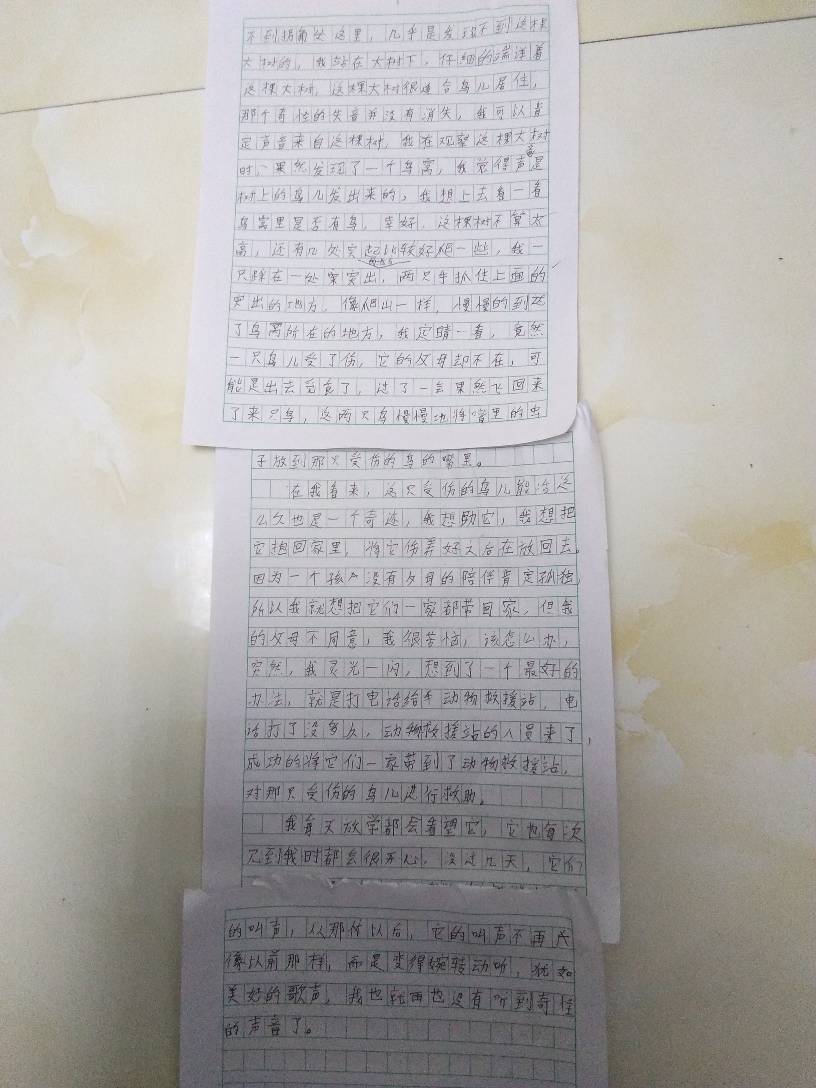 不到拐角处这里，几乎是发现不到这棵
大树的，我站在大树下，仔细的端详着
这棵大树，这棵大树很适合鸟儿居住，
那个奇怪的失音并没有消失，我可以肯
定声音来自这棵树，我在观察这棵大树
时，果然发现了一个鸟窝，我觉得声音是
树上的鸟儿发出来的，我想上去看一看
鸟窝里是否有鸟，幸好，这棵树不算太
高，还有几处突起比较好爬一些，我一
只踩在一处突出，两只手抓住上面的
突出的地方，像爬山一样，慢慢的到达
了鸟窝所在的地方，我定睛一看，竟然
一只鸟儿受了伤，它的父母却不在，可
能是出去觅食了，过了一会果然飞回来
了来只鸟，这两只鸟慢慢地将嘴里的虫
子放到那只受伤的鸟的嘴里。
在我看来，这只受伤的鸟儿能活这
么久也是一个奇迹，我想助它，我想把
它抱回家里，将它伤养好之后在放回去。
因为一个孩子没有父母的陪伴肯定孤独，
所以我就想把它们一家都带回家，但我
的父母不同意，我很苦恼，该怎么办，
突然，我灵光一闪，想到了一个最好的
办法，就是打电话给动物救援站，电
话打了没多久，动物救援站的人员来了，
成功的将它们一家带到了动物救援站，
对那只受伤的鸟儿进行救助。
我每天放学都会看望它，它也每次
见到我时都会很开心，没过几天，它们
的叫声，从那件以后，它的叫声不再
像以前那样，而是变得婉转动听，犹如
美好的歌声，我也就再也没有听到奇怪
的声音了。